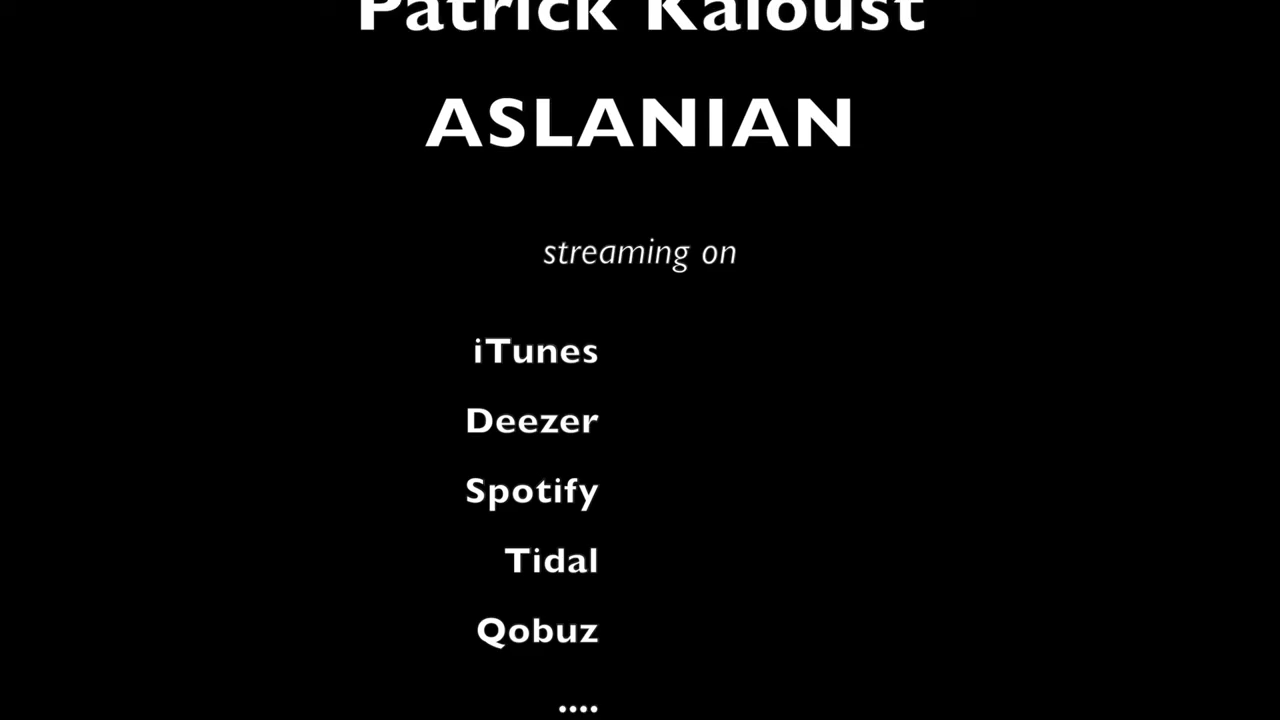 Patrick Kaloust
ASLANIAN
streaming on
iTunes
Deezer
Spotify
Tidal
Qobuz
....